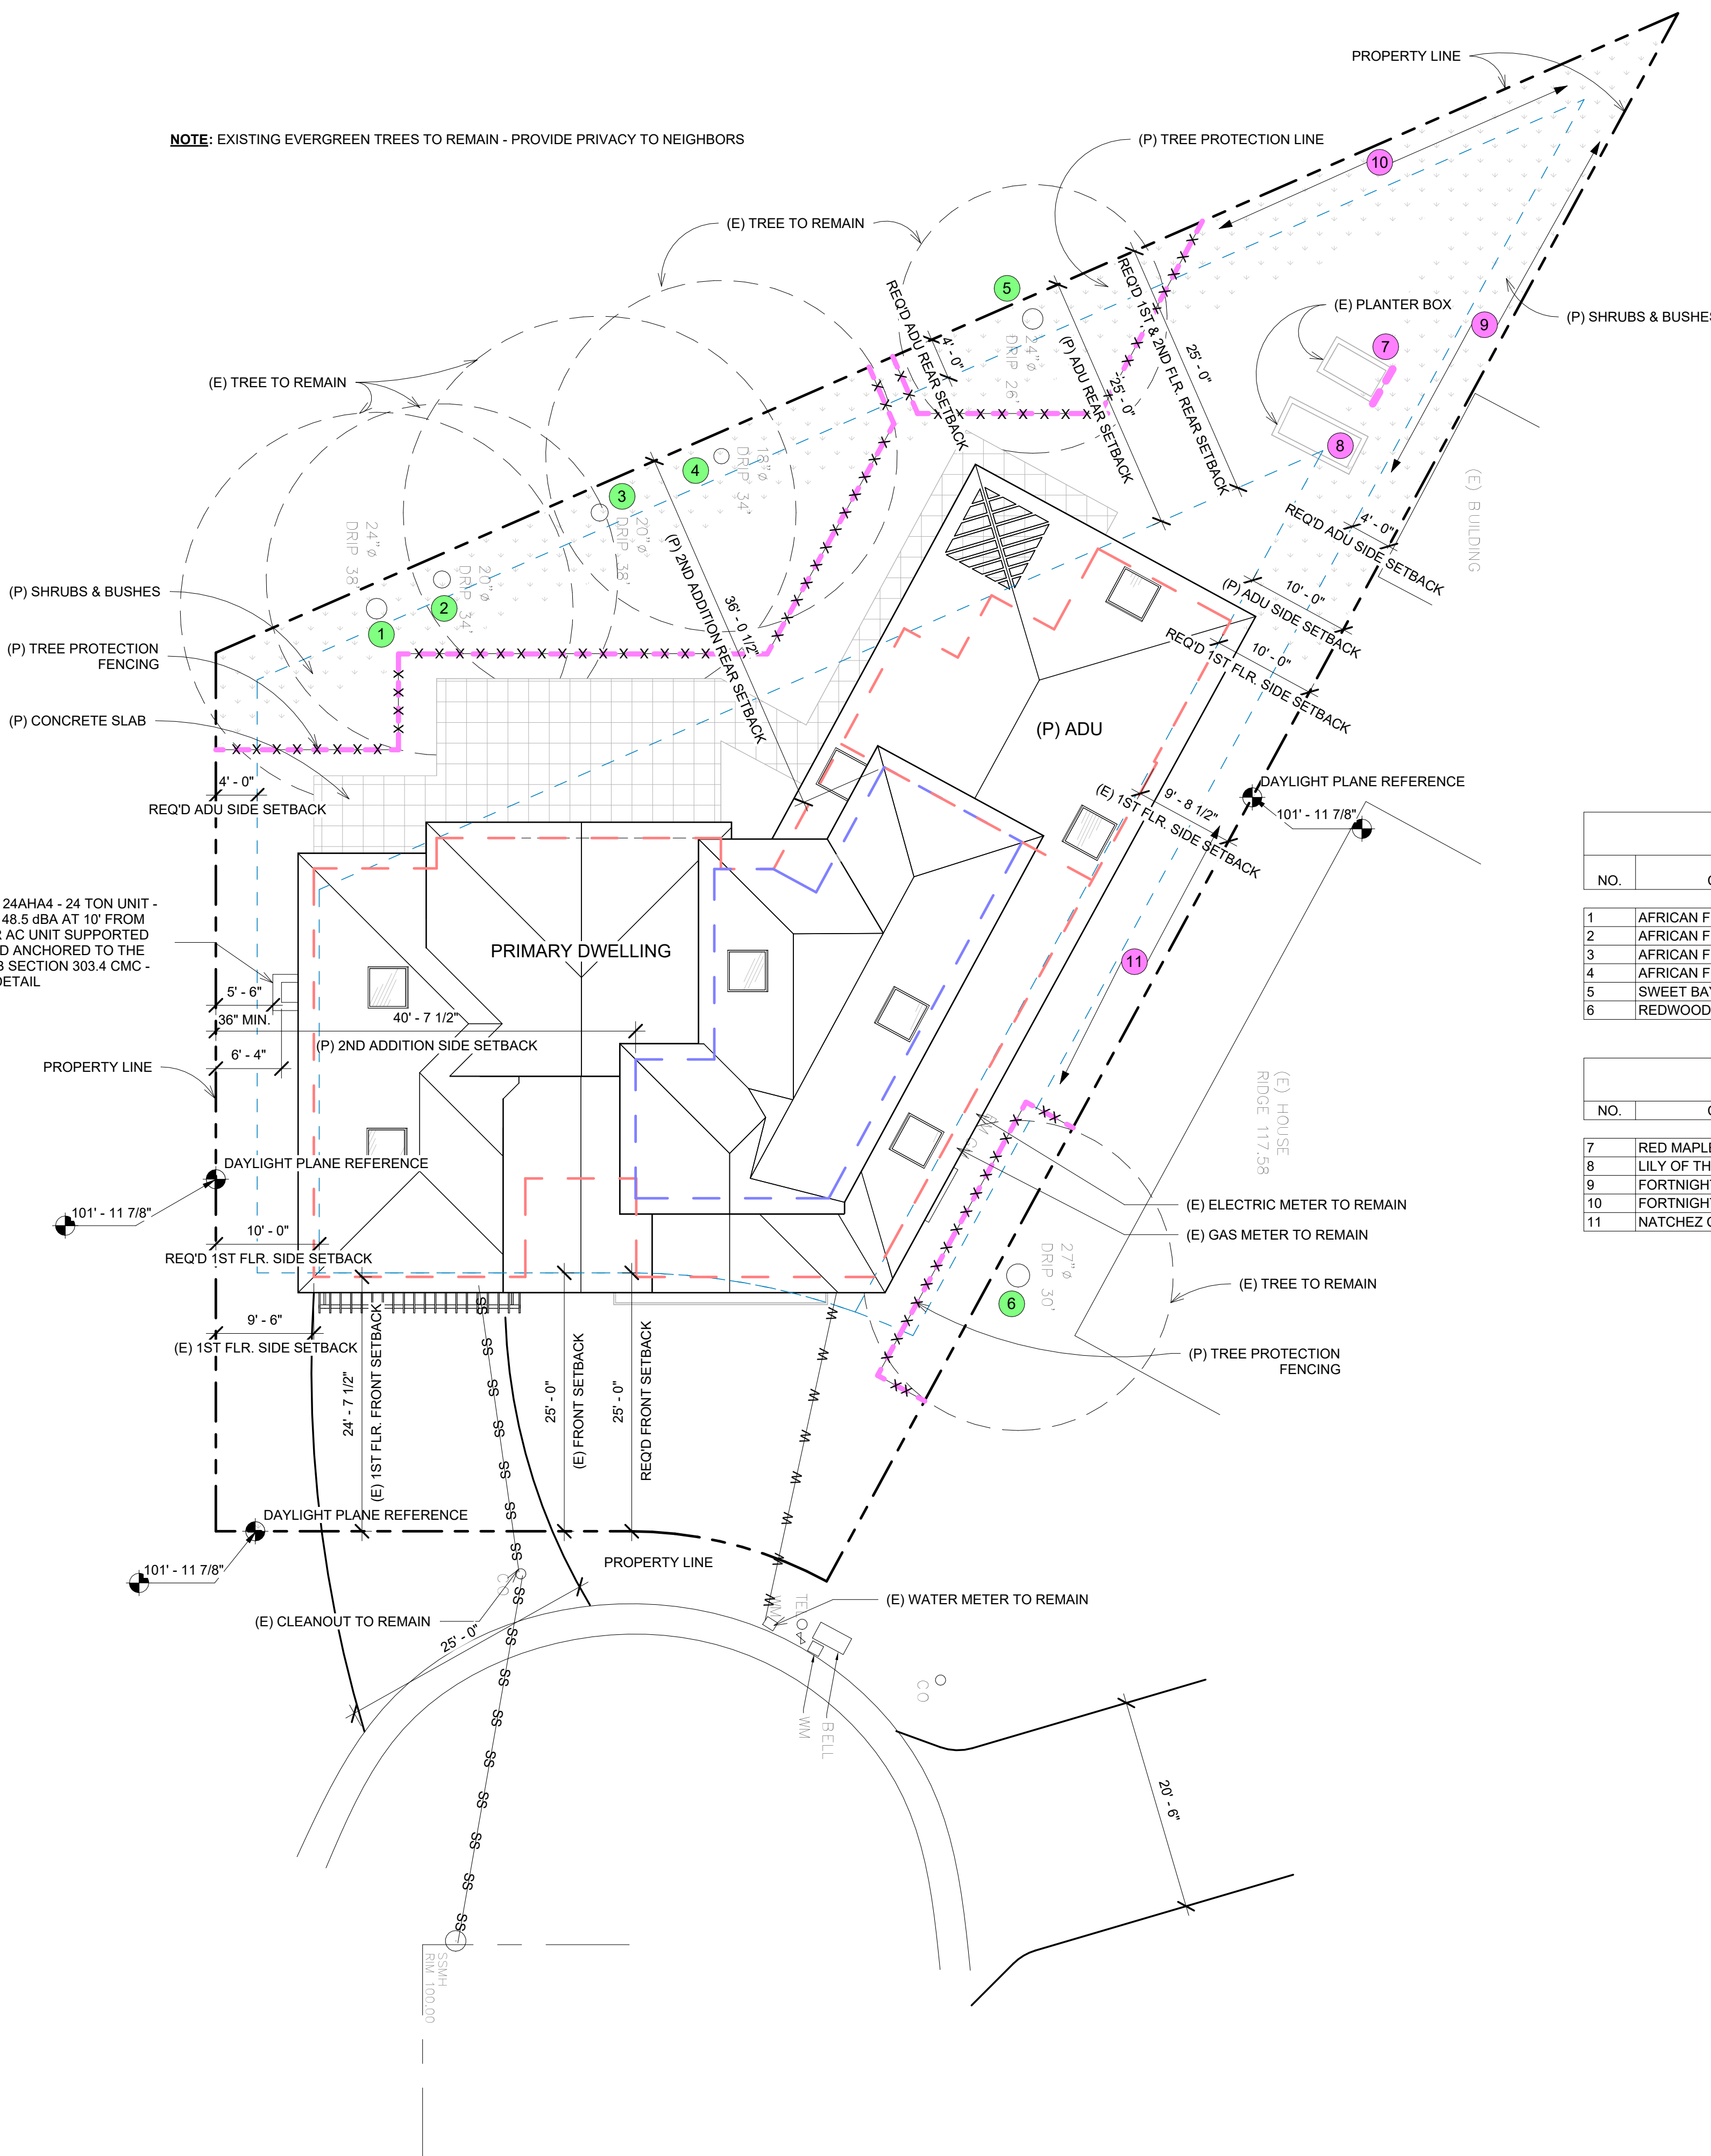 PROPERTY LINE
NOTE: EXISTING EVERGREEN TREES TO REMAIN - PROVIDE PRIVACY TO NEIGHBORS
(P) TREE PROTECTION LINE
10
(E) TREE TO REMAIN
5
(E) PLANTER BOX
9
(P) SHRUBS & BUSHES
7
REQ'D ADU REAR SETBACK
4' - 0"
24"ø
DRIP 26'
(P) ADU REAR SETBACK
25' - 0"
REQ'D 1ST & 2ND FLR. REAR SETBACK
25' - 0"
(E) TREE TO REMAIN
8
4
18"ø
DRIP 34'
3
20"ø
DRIP 38'
(E) BUILDING
REQ'D ADU SIDE SETBACK
4' - 0"
24"ø
DRIP 38'
20"ø
DRIP 34'
(P) 2ND ADDITION REAR SETBACK
36' - 0 1/2"
(P) SHRUBS & BUSHES
2
1
(P) ADU SIDE SETBACK
10' - 0"
(P) TREE PROTECTION
FENCING
REQ'D 1ST FLR. SIDE SETBACK
10' - 0"
(P) CONCRETE SLAB
(P) ADU
4' - 0"
REQ'D ADU SIDE SETBACK
DAYLIGHT PLANE REFERENCE
101' - 11 7/8"
(E) 1ST FLR. SIDE SETBACK
9' - 8 1/2"
24AHA4 - 24 TON UNIT -
48.5 dBA AT 10' FROM
AC UNIT SUPPORTED
ANCHORED TO THE
SECTION 303.4 CMC -
DETAIL
PRIMARY DWELLING
11
5' - 6"
36" MIN.
40' - 7 1/2"
(P) 2ND ADDITION SIDE SETBACK
6' - 4"
PROPERTY LINE
NO.
1 AFRICAN F
2 AFRICAN F
3 AFRICAN F
4 AFRICAN F
5 SWEET BAY
6 REDWOOD
NO.
7 RED MAPLE
8 LILY OF TH
9 FORTNIGHT
10 FORTNIGHT
11 NATCHEZ
(E) HOUSE
RIDGE 117.58
DAYLIGHT PLANE REFERENCE
101' - 11 7/8"
(E) ELECTRIC METER TO REMAIN
(E) GAS METER TO REMAIN
10' - 0"
REQ'D 1ST FLR. SIDE SETBACK
27"ø
DRIP 30'
(E) TREE TO REMAIN
6
9' - 6"
(E) 1ST FLR. SIDE SETBACK
(P) TREE PROTECTION
FENCING
24' - 7 1/2"
(E) 1ST FLR. FRONT SETBACK
25' - 0"
(E) FRONT SETBACK
25' - 0"
REQ'D FRONT SETBACK
DAYLIGHT PLANE REFERENCE
101' - 11 7/8"
PROPERTY LINE
CO
(E) CLEANOUT TO REMAIN
25' - 0"
(E) WATER METER TO REMAIN
WM
TEL
WM
BELL
CO
20' - 6"
SSMH
RIM 100.00